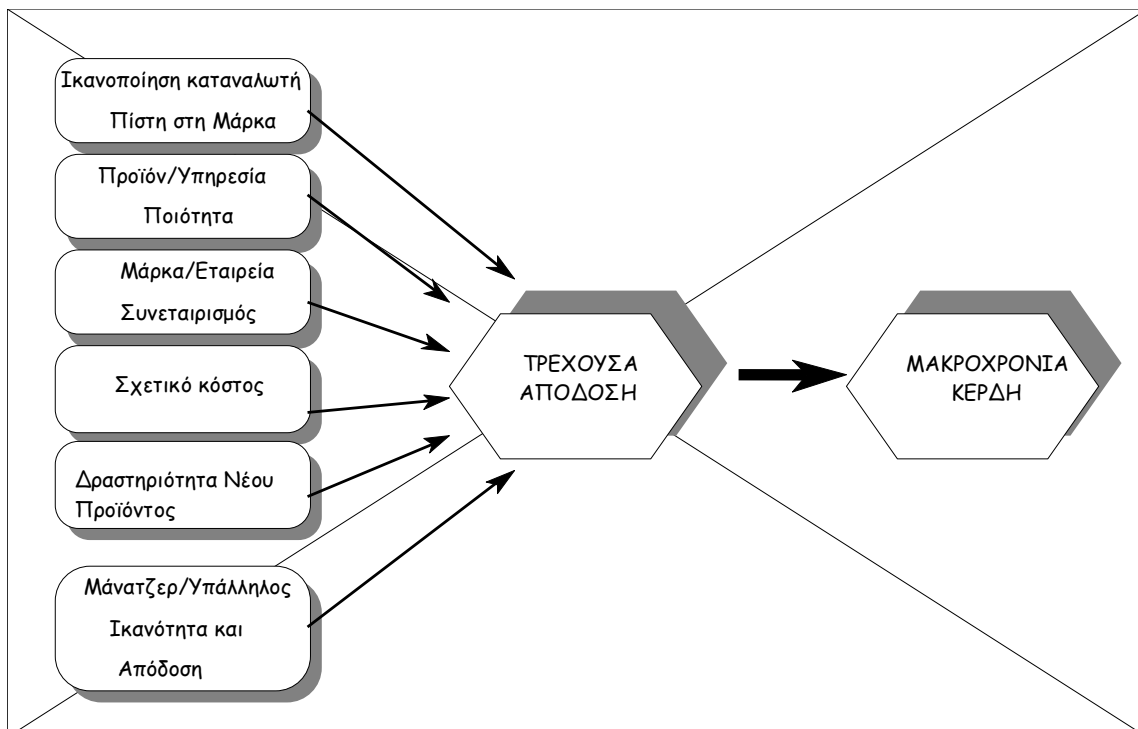 Ικανοποίηση καταναλωτή
Πίστη στη Μάρκα
Προϊόν/Υπηρεσία
Ποιότητα
Μάρκα/Εταιρεία
Συνεταιρισμός
Σχετικό κόστος
Δραστηριότητα Νέου
Προϊόντος
Μάνατζερ/Υπάλληλος
Ικανότητα και
Απόδοση
ΤΡΕΧΟΥΣΑ
ΑΠΟΔΟΣΗ
ΜΑΚΡΟΧΡΟΝΙΑ
ΚΕΡΔΗ